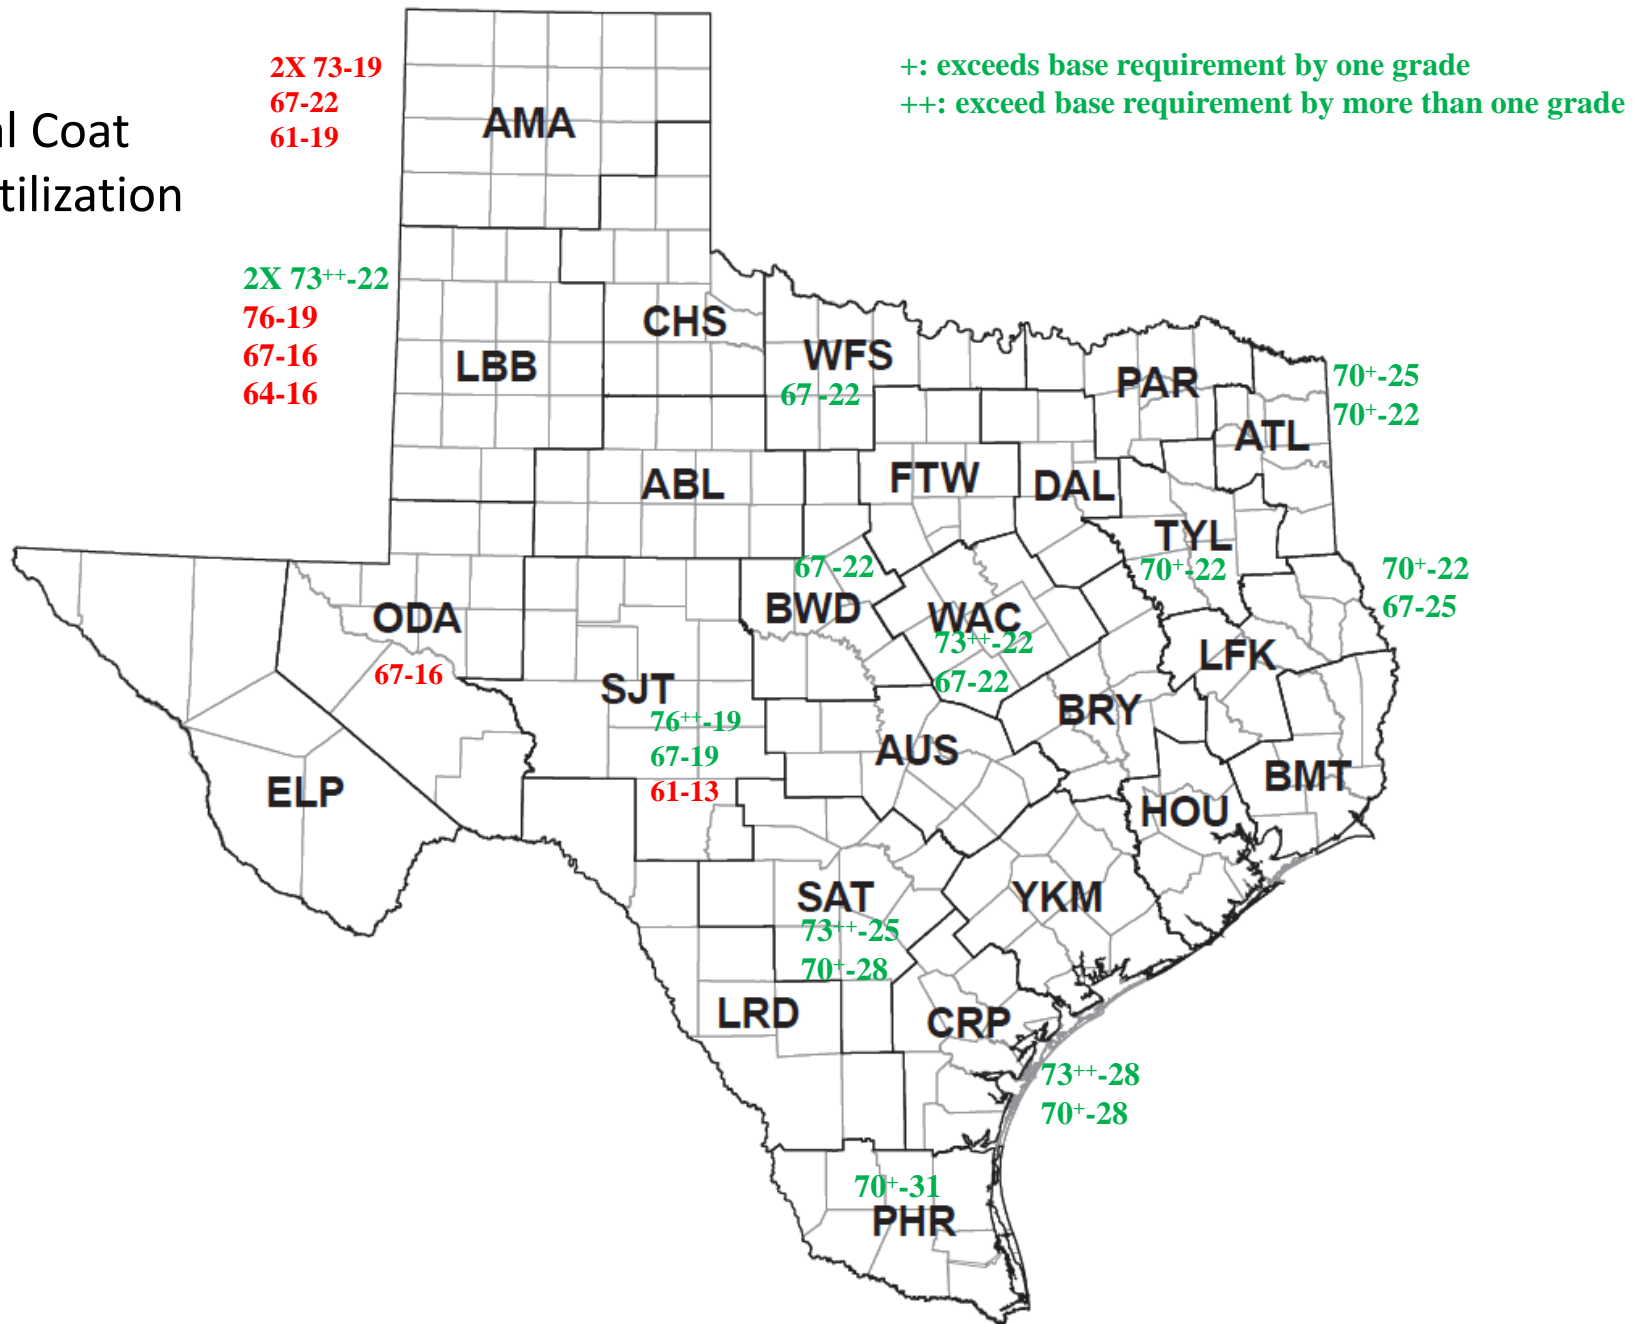 2X 73-19
67-22
61-19
AMA
+: exceeds base requirement by one grade
++: exceed base requirement by more than one grade
l Coat
tilization
2X 73++-22
76-19
67-16
64-16
LBB
CHS
WFS
67-22
PAR
70+-25
70+-22
ATL
ABL
FTW
DAL
TYL
70+-22
67-22
BWD
WAC
73++-22
67-22
70+-22
67-25
LFK
ODA
67-16
SJT
76++-19
67-19
61-13
BRY
AUS
ELP
HOU
BMT
SAT
73++-25
70+-28
YKM
LRD
CRP
73++-28
70+-28
70+-31
PHR